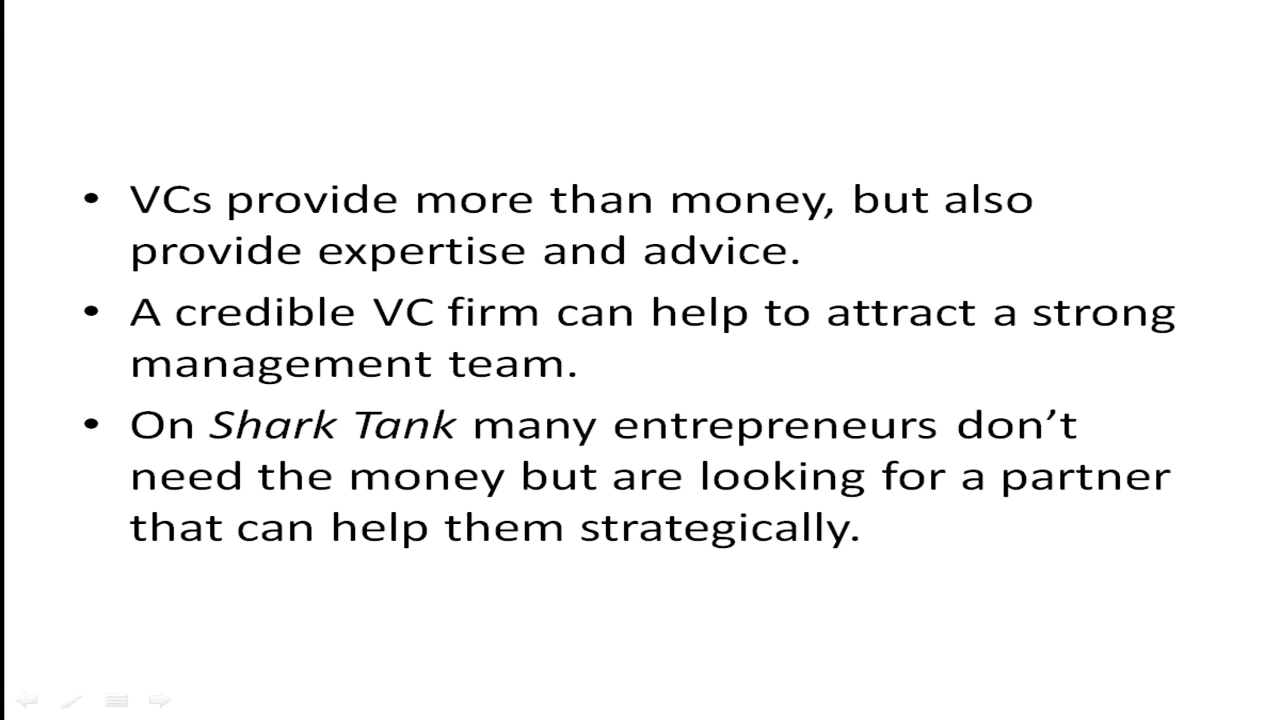 • VCs provide more than money, but also
provide expertise and advice.
• A credible VC firm can help to attract a strong
management team.
• On Shark Tank many entrepreneurs don’t
need the money but are looking for a partner
that can help them strategically.